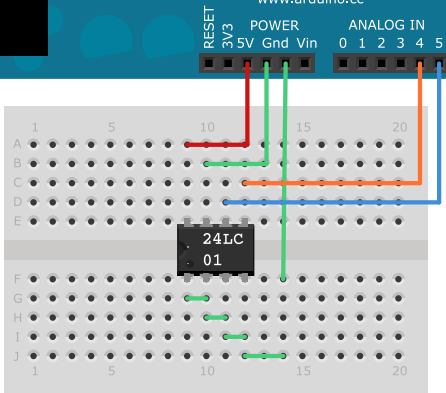 www.arduino.cc
RESET
3V3
POWER
5V Gnd Vin
ANALOG IN
0 1 2 3 4 5
1 5 10 15 20
A
B
C
D
E
24LC
01
F
G
H
I
J
1 5 10 15 20